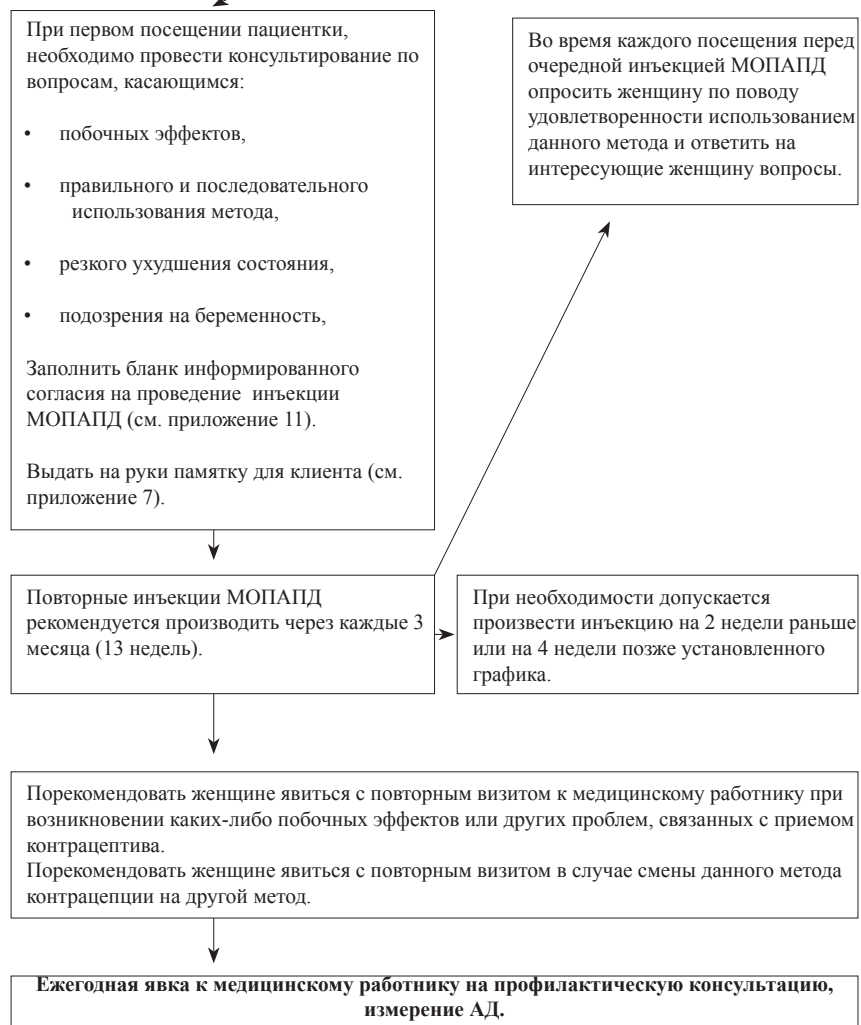 При первом посещении пациентки,
необходимо провести консультирование по
вопросам, касающимся:
• побочных эффектов,
• правильного и последовательного
использования метода,
• резкого ухудшения состояния,
• подозрения на беременность,
Заполнить бланк информированного
согласия на проведение инъекции
МОПАПД (см. приложение 11).
Выдать на руки памятку для клиента (см.
приложение 7).
Во время каждого посещения перед
очередной инъекцией МОПАПД
опросить женщину по поводу
удовлетворенности использованием
данного метода и ответить на
интересующие женщину вопросы.
Повторные инъекции МОПАПД
рекомендуется производить через каждые 3
месяца (13 недель).
При необходимости допускается
произвести инъекцию на 2 недели раньше
или на 4 недели позже установленного
графика.
Порекомендовать женщине явиться с повторным визитом к медицинскому работнику при
возникновении каких-либо побочных эффектов или других проблем, связанных с приемом
контрацептива.
Порекомендовать женщине явиться с повторным визитом в случае смены данного метода
контрацепции на другой метод.
Ежегодная явка к медицинскому работнику на профилактическую консультацию,
измерение АД.